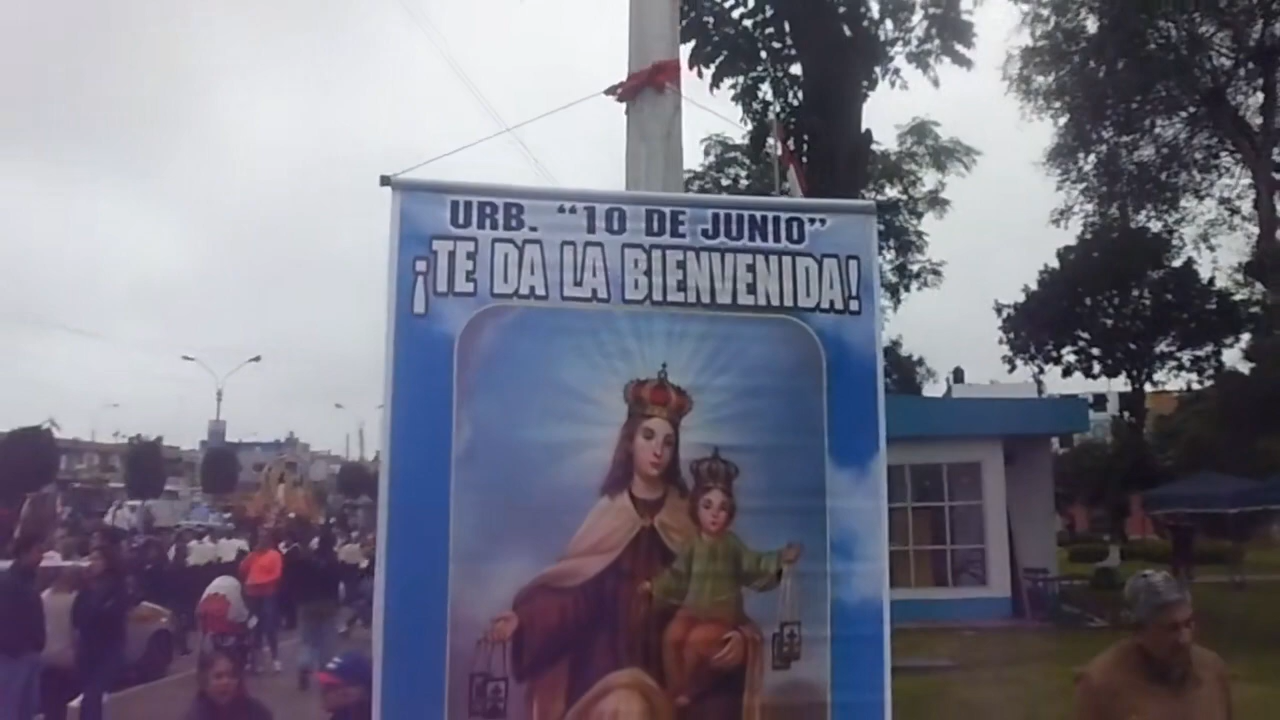 URB. “10 DE JUNIO”
¡TE DA LA BIENVENIDA!